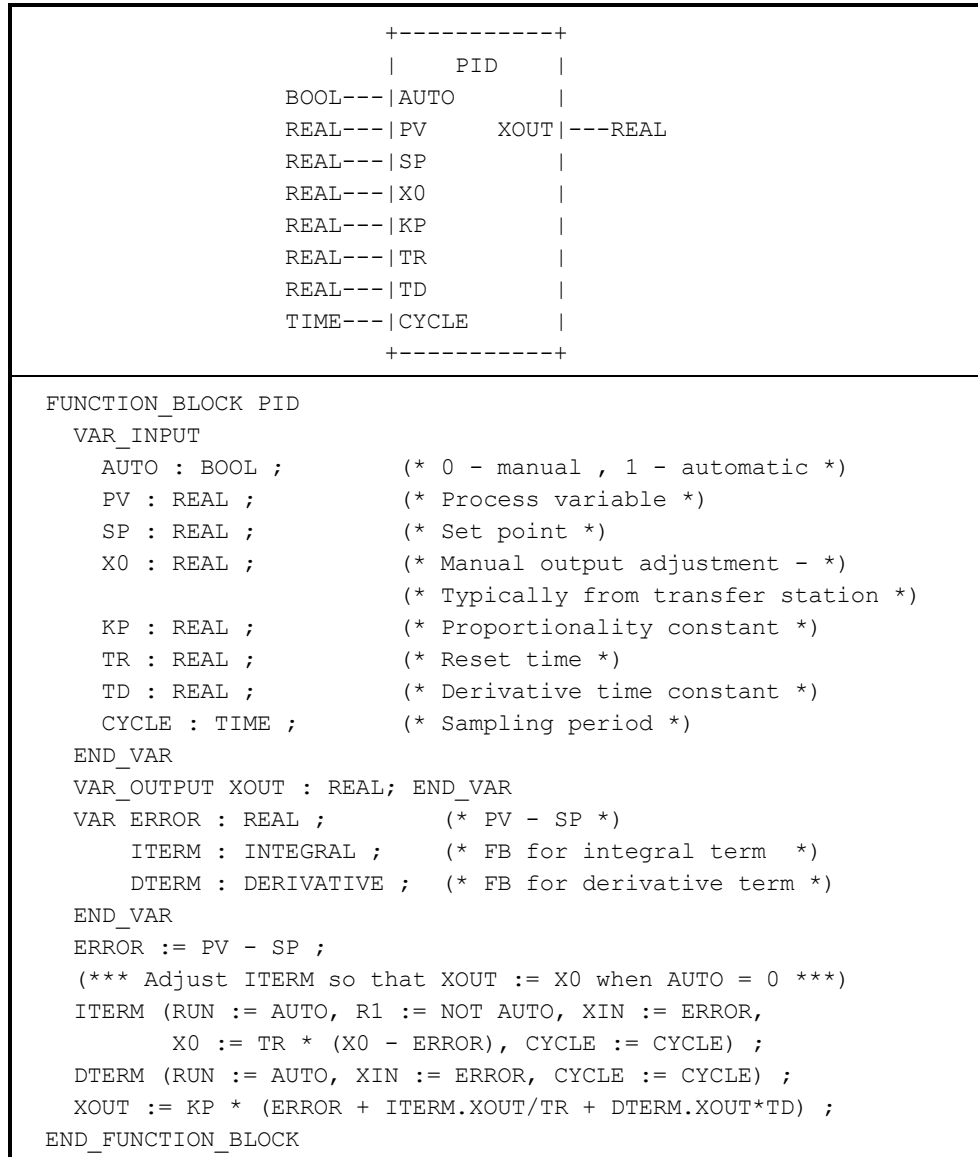 +-----------+
|    PID    |
BOOL---|AUTO       |
REAL---|PV     XOUT|---REAL
REAL---|SP         |
REAL---|X0         |
REAL---|KP         |
REAL---|TR         |
REAL---|TD         |
TIME---|CYCLE      |
+-----------+
FUNCTION_BLOCK PID
VAR_INPUT
AUTO : BOOL ;          (* 0 - manual , 1 - automatic *)
PV : REAL ;            (* Process variable *)
SP : REAL ;            (* Set point *)
X0 : REAL ;            (* Manual output adjustment - *)
(* Typically from transfer station *)
KP : REAL ;            (* Proportionality constant *)
TR : REAL ;            (* Reset time *)
TD : REAL ;            (* Derivative time constant *)
CYCLE : TIME ;         (* Sampling period *)
END_VAR
VAR_OUTPUT XOUT : REAL; END_VAR
VAR ERROR : REAL ;        (* PV - SP *)
ITERM : INTEGRAL ;    (* FB for integral term  *)
DTERM : DERIVATIVE ;  (* FB for derivative term *)
END_VAR
ERROR := PV - SP ;
(*** Adjust ITERM so that XOUT := X0 when AUTO = 0 ***)
ITERM (RUN := AUTO, R1 := NOT AUTO, XIN := ERROR,
X0 := TR * (X0 - ERROR), CYCLE := CYCLE) ;
DTERM (RUN := AUTO, XIN := ERROR, CYCLE := CYCLE) ;
XOUT := KP * (ERROR + ITERM.XOUT/TR + DTERM.XOUT*TD) ;
END_FUNCTION_BLOCK